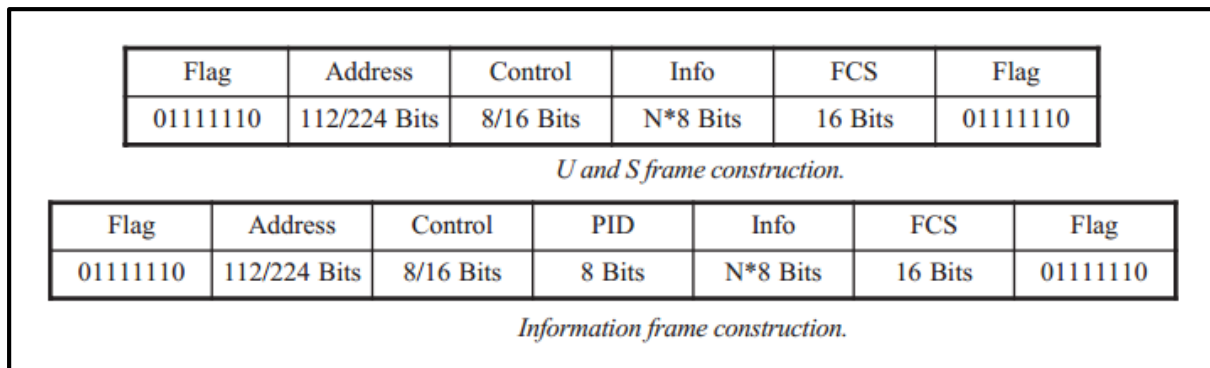 Flag Address Control Info FCS Flag
01111110 112/224 Bits 8/16 Bits N*8 Bits 16 Bits 01111110
U and S frame construction.
Flag Address Control PID Info FCS Flag
01111110 112/224 Bits 8/16 Bits 8 Bits N*8 Bits 16 Bits 01111110
Information frame construction.